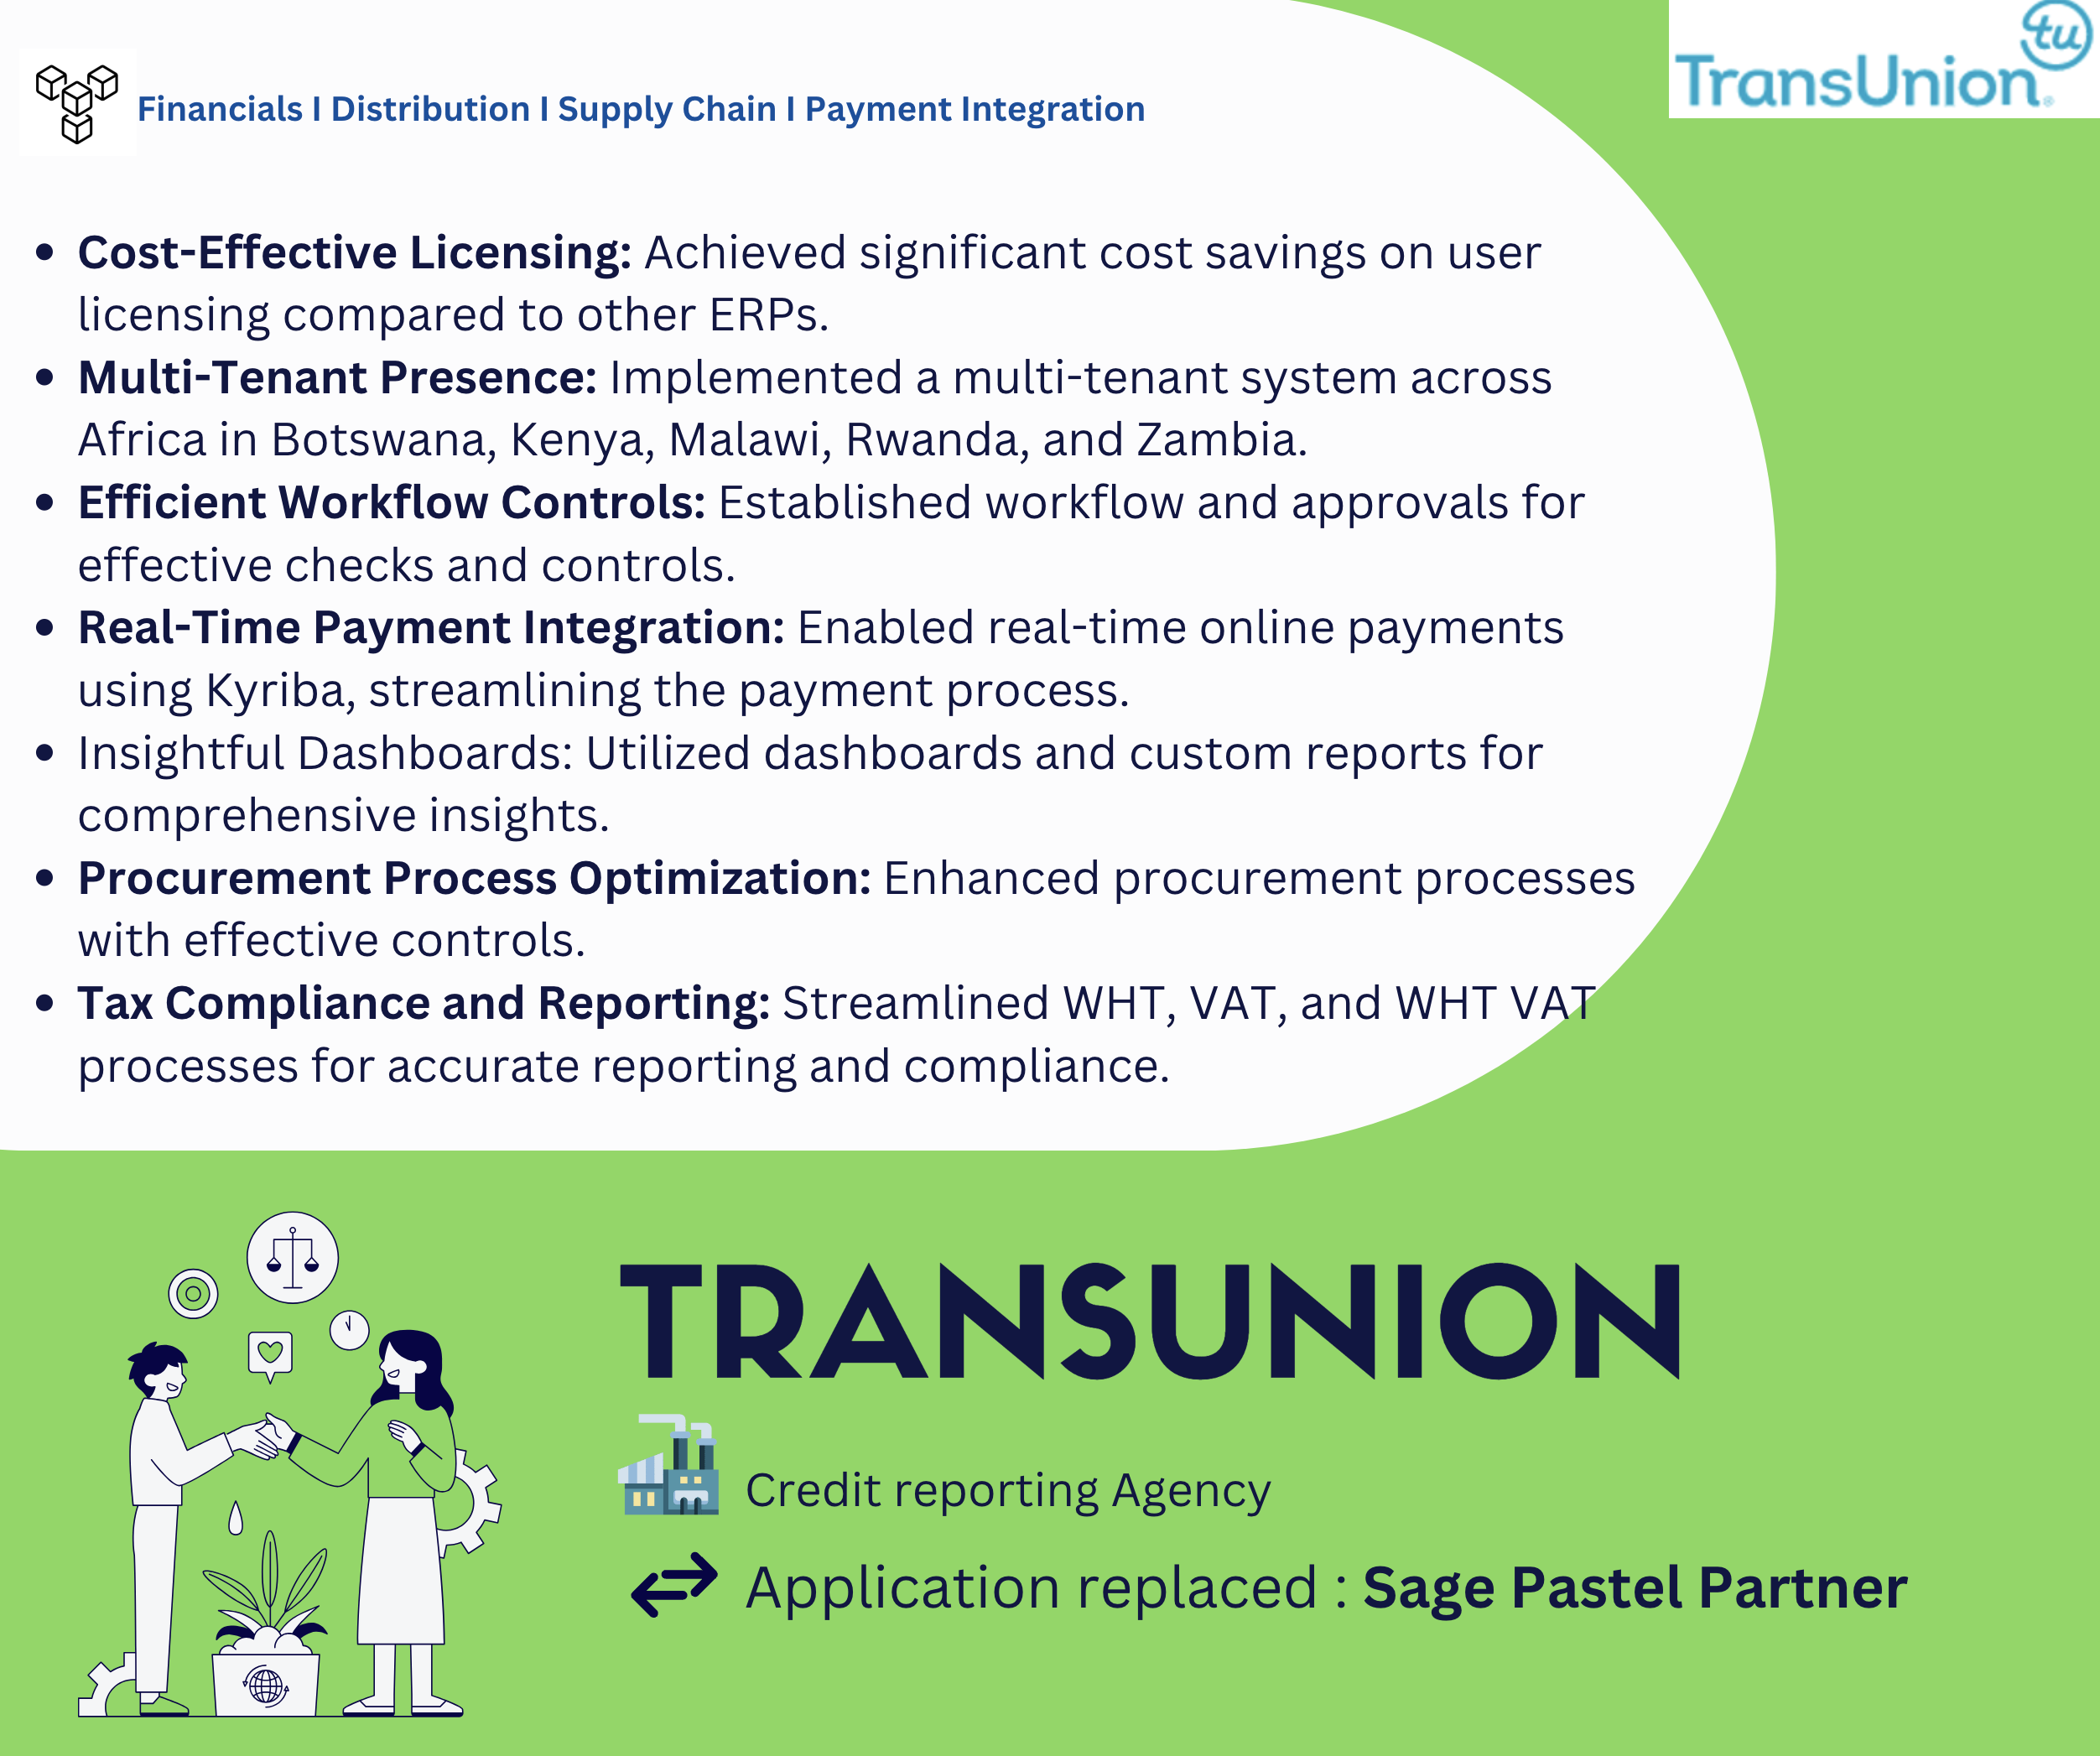 tu
TransUnion®
Financials I Distribution I Supply Chain I Payment Integration
• Cost-Effective Licensing: Achieved significant cost savings on user
licensing compared to other ERPs.
• Multi-Tenant Presence: Implemented a multi-tenant system across
Africa in Botswana, Kenya, Malawi, Rwanda, and Zambia.
• Efficient Workflow Controls: Established workflow and approvals for
effective checks and controls.
• Real-Time Payment Integration: Enabled real-time online payments
using Kyriba, streamlining the payment process.
• Insightful Dashboards: Utilized dashboards and custom reports for
comprehensive insights.
• Procurement Process Optimization: Enhanced procurement processes
with effective controls.
• Tax Compliance and Reporting: Streamlined WHT, VAT, and WHT VAT
processes for accurate reporting and compliance.
TRANSUNION
Credit reporting Agency
Application replaced : Sage Pastel Partner